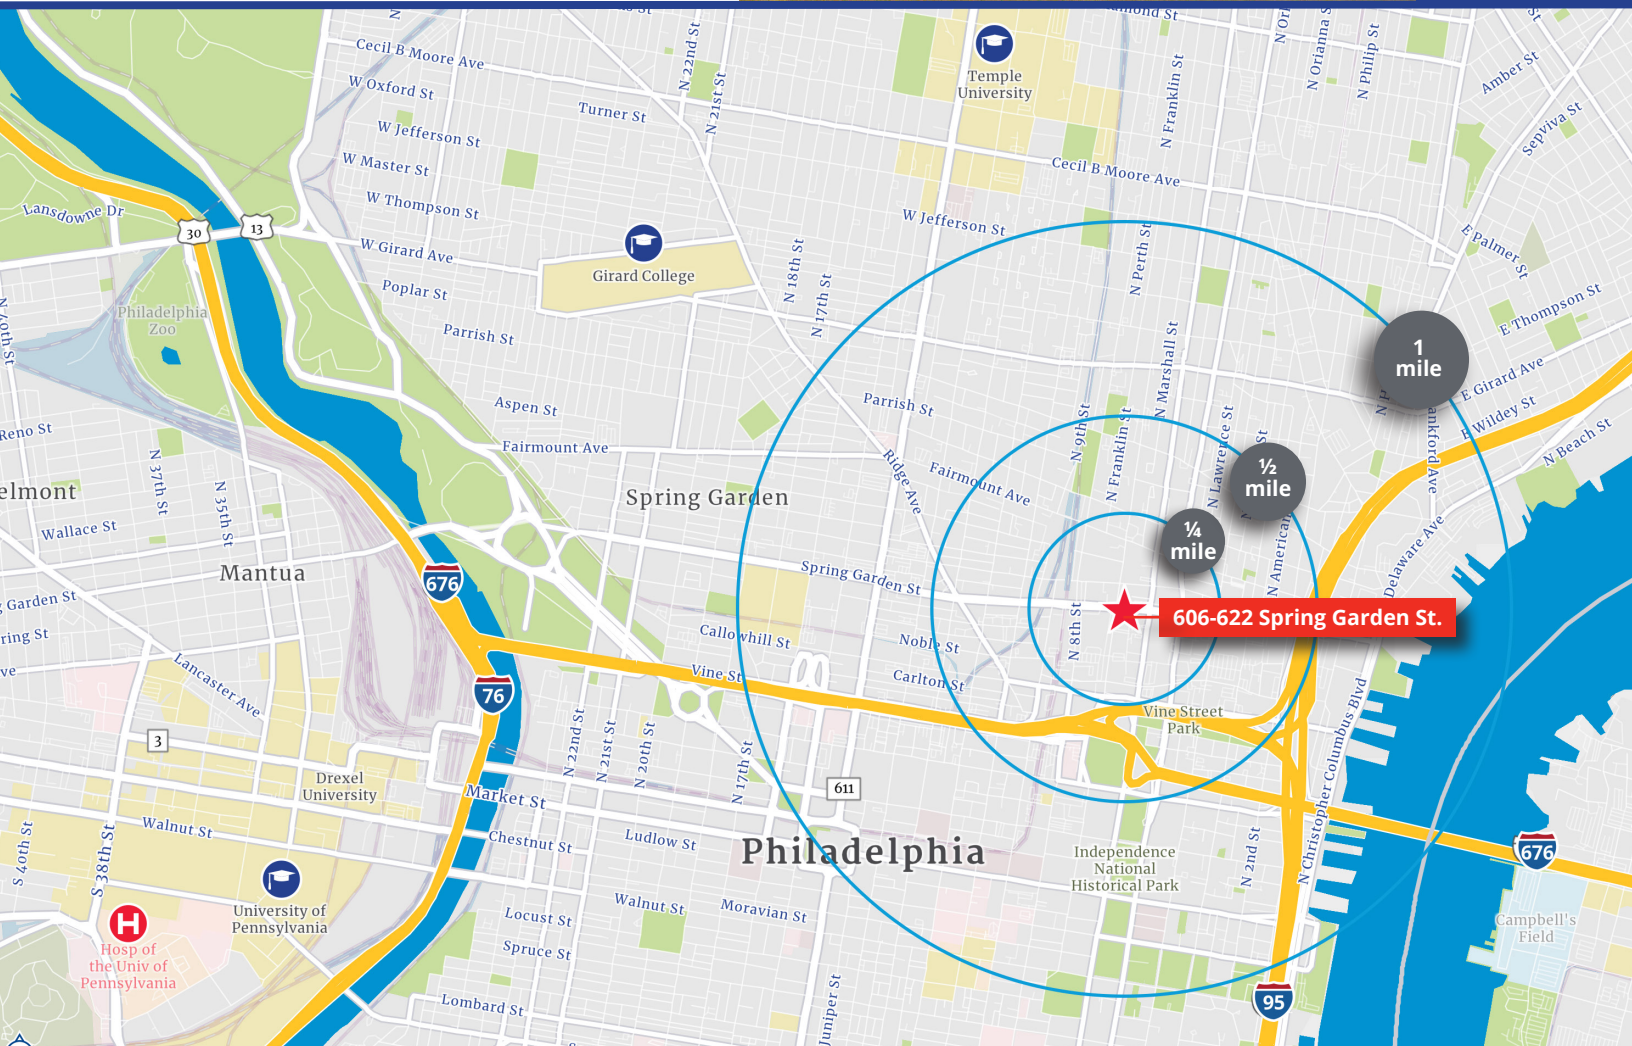 Cecil B Moore Ave
W Oxford St
W Jefferson St
W Master St
W Thompson St
W Girard Ave
Poplar St
Parrish St
Turner St
N 22nd St
N 21st St
Temple
University
N Franklin St
N Orianna S
N Philip St
Amber St
Sepviva St
Cecil B Moore Ave
W Jefferson St
Lansdowne Dr
30
13
Girard College
N 18th St
N 17th St
N Perth St
E Palmer St
E Thompson St
Philadelphia
Zoo
N 40th St
1
mile
E Girard Ave
E Wildey St
N Beach St
ankford Ave
N Marshall St
Aspen St
Parrish St
Fairmount Ave
Ridge Ave
Fairmount Ave
N 9th St
N Franklin St
N Lawrence St
½
mile
¼
mile
Reno St
N 37th St
N 35th St
elmont
Wallace St
Mantua
Spring Garden
Spring Garden St
N American
Delaware Ave
676
Garden St
ring St
ve
606-622 Spring Garden St.
N 8th St
Callowhill St
Noble St
Vine St
Carlton St
Lancaster Ave
76
Vine Street
Park
N Christopher Columbus Blvd
3
N 22nd St
N 21st St
N 20th St
N 17th St
611
Drexel
University
Market St
Walnut St
Chestnut St
Ludlow St
Philadelphia
Independence
National
Historical Park
N 2nd St
676
S 40th St
S 38th St
University of
Pennsylvania
H
Hosp of
the Univ of
Pennsylvania
Locust St
Walnut St
Moravian St
Spruce St
Lombard St
Juniper St
95
Campbell's
Field